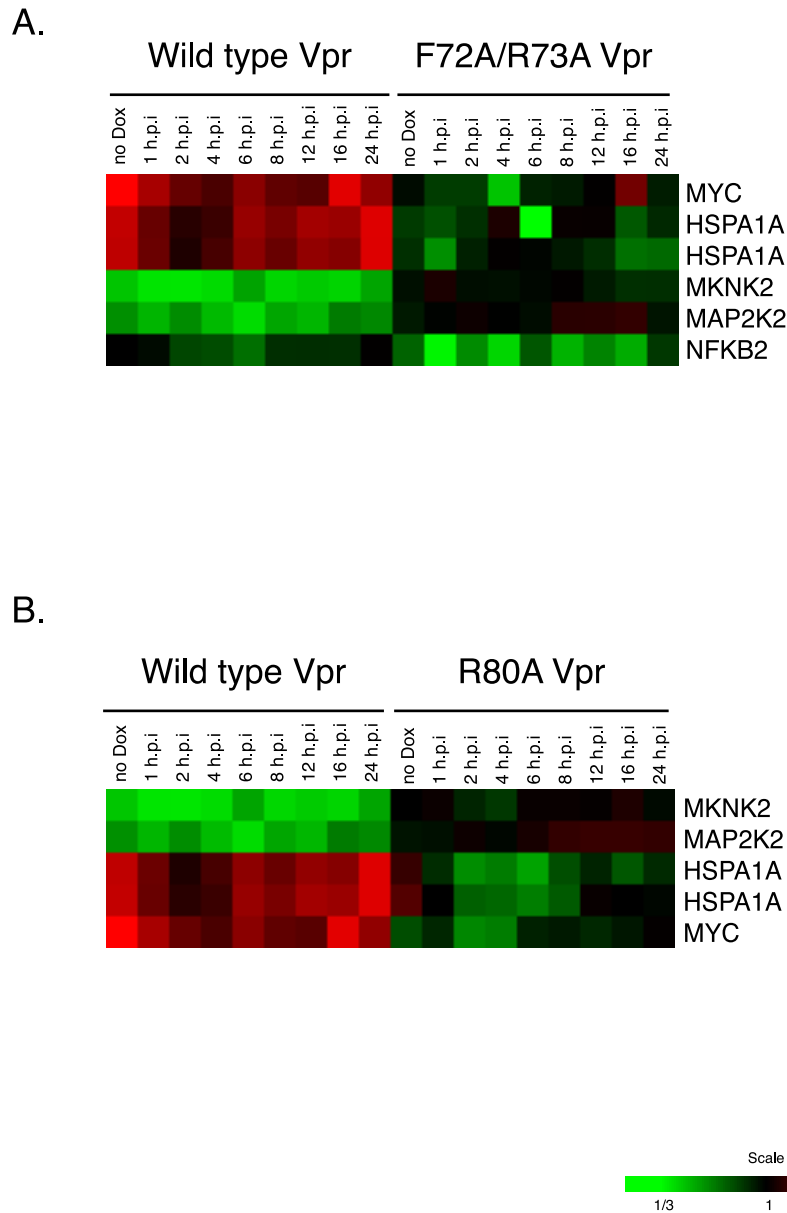 A.
Wild type Vpr F72A/R73A Vpr
no Dox 1 h.p.i 2 h.p.i 4 h.p.i 6 h.p.i 8 h.p.i 12 h.p.i 16 h.p.i 24 h.p.i no Dox 1 h.p.i 2 h.p.i 4 h.p.i 6 h.p.i 8 h.p.i 12 h.p.i 16 h.p.i 24 h.p.i
MYC
HSPA1A
HSPA1A
MKNK2
MAP2K2
NFKB2
B.
Wild type Vpr R80A Vpr
no Dox 1 h.p.i 2 h.p.i 4 h.p.i 6 h.p.i 8 h.p.i 12 h.p.i 16 h.p.i 24 h.p.i no Dox 1 h.p.i 2 h.p.i 4 h.p.i 6 h.p.i 8 h.p.i 12 h.p.i 16 h.p.i 24 h.p.i
MKNK2
MAP2K2
HSPA1A
HSPA1A
MYC
Scale
1/3 1